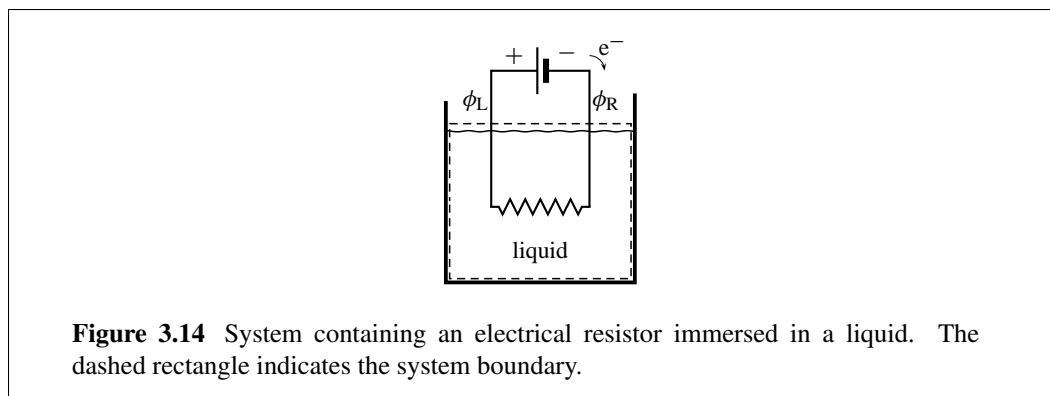 + − e⁻
ϕL ϕR
liquid
Figure 3.14 System containing an electrical resistor immersed in a liquid. The
dashed rectangle indicates the system boundary.